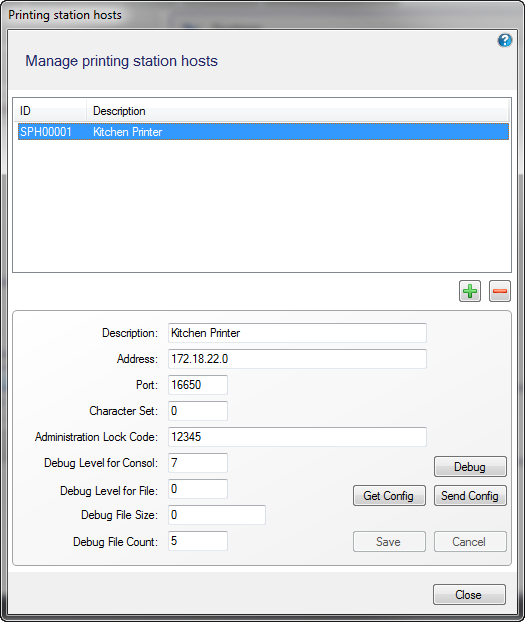 Printing station hosts
Manage printing station hosts
ID Description
SPH00001 Kitchen Printer
Description: Kitchen Printer
Address: 172.18.22.0
Port: 16650
Character Set: 0
Administration Lock Code: 12345
Debug Level for Consol: 7
Debug
Debug Level for File: 0
Get Config Send Config
Debug File Size: 0
Debug File Count: 5
Save Cancel
Close